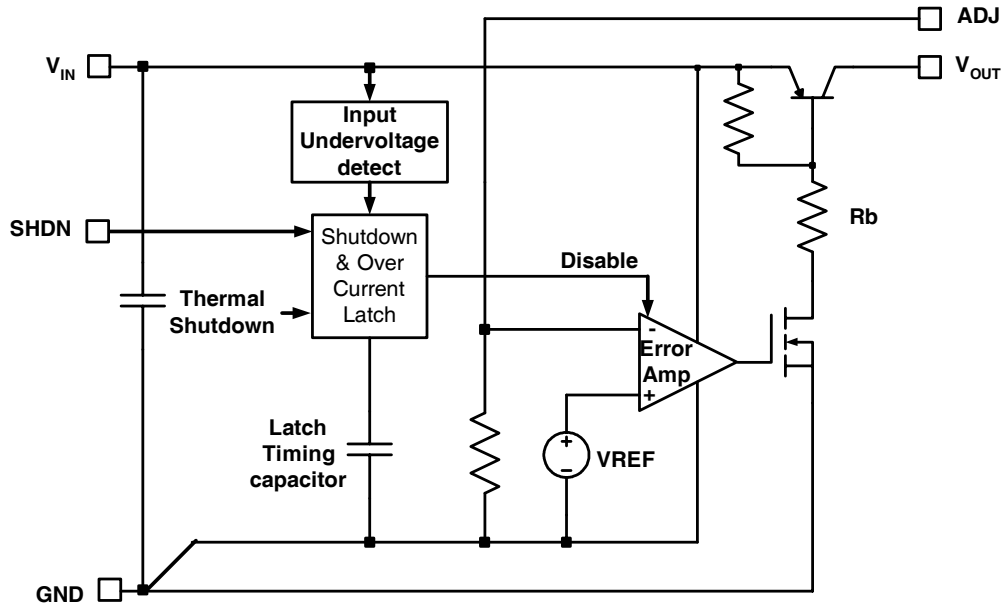 ADJ
VIN
VOUT
Input
Undervoltage
detect
Rb
SHDN
Shutdown
& Over
Current
Latch
Disable
Thermal
Shutdown
-
Error
Amp
+
Latch
Timing
capacitor
+
VREF
−
GND